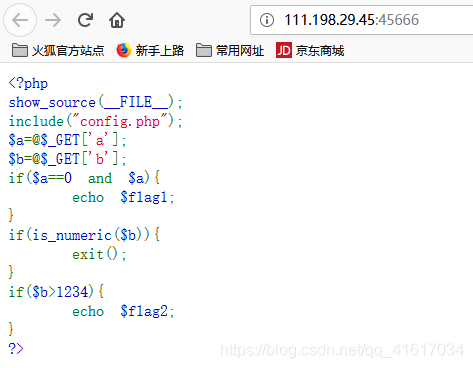 111.198.29.45:45666
火狐官方站点 新手上路 常用网址 JD 京东商城
<?php
show_source(__FILE__);
include("config.php");
$a=@$_GET['a'];
$b=@$_GET['b'];
if($a==0 and $a){
echo $flag1;
}
if(is_numeric($b)){
exit();
}
if($b>1234){
echo $flag2;
}
?>
https://blog.csdn.net/qq_41617034